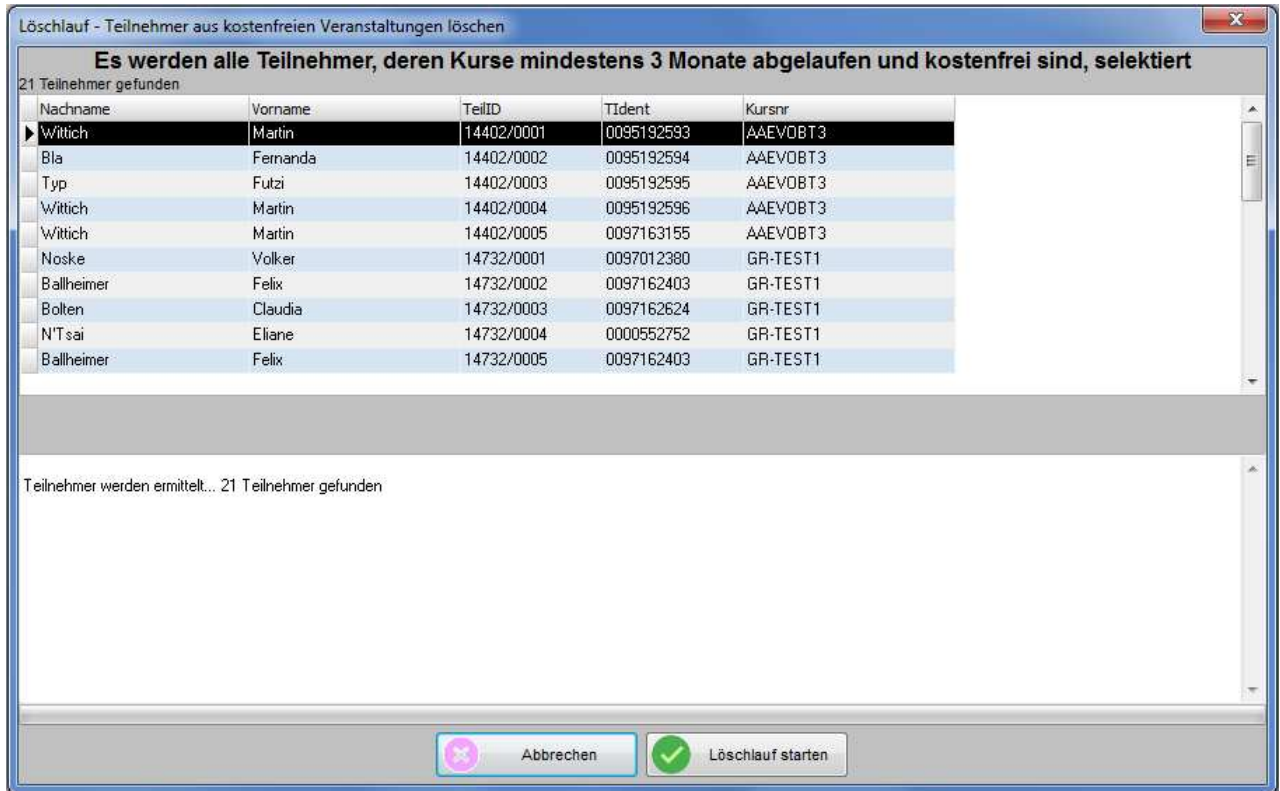 Löschlauf - Teilnehmer aus kostenfreien Veranstaltungen löschen
Es werden alle Teilnehmer, deren Kurse mindestens 3 Monate abgelaufen und kostenfrei sind, selektiert
21 Teilnehmer gefunden
Nachname Vorname TeilID TIdent Kursnr
Wittich Martin 14402/0001 0095192593 AAEVOBT3
Bla Fernanda 14402/0002 0095192594 AAEVOBT3
Typ Futzi 14402/0003 0095192595 AAEVOBT3
Wittich Martin 14402/0004 0095192596 AAEVOBT3
Wittich Martin 14402/0005 0097163155 AAEVOBT3
Noske Volker 14732/0001 0097012380 GR-TEST1
Ballheimer Felix 14732/0002 0097162403 GR-TEST1
Bolten Claudia 14732/0003 0097162624 GR-TEST1
N'Tsai Eliane 14732/0004 0000552752 GR-TEST1
Ballheimer Felix 14732/0005 0097162403 GR-TEST1
Teilnehmer werden ermittelt... 21 Teilnehmer gefunden
Abbrechen Löschlauf starten